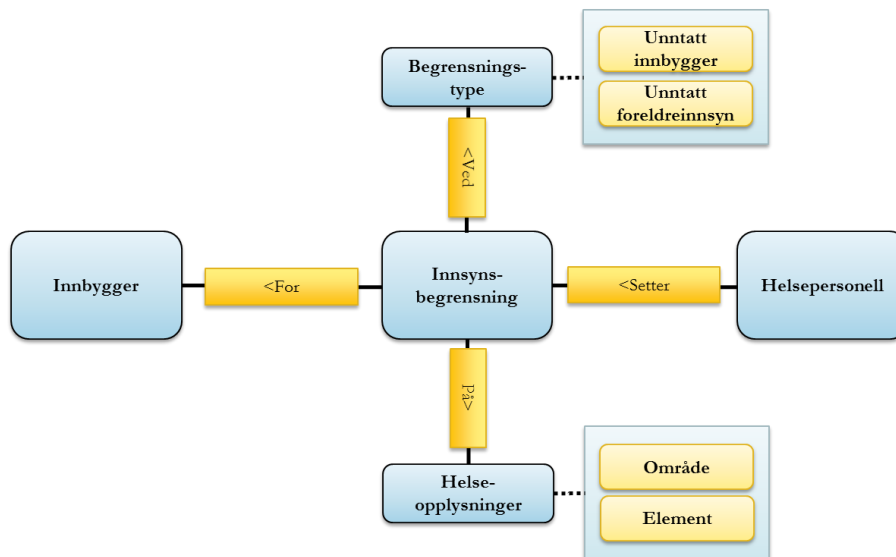 Begrensnings-
type
Unntatt
innbygger
Unntatt
foreldreinnsyn
<Ved
Innbygger
<For
Innsyns-
begrensning
<Setter
Helsepersonell
På>
Helse-
opplysninger
Område
Element